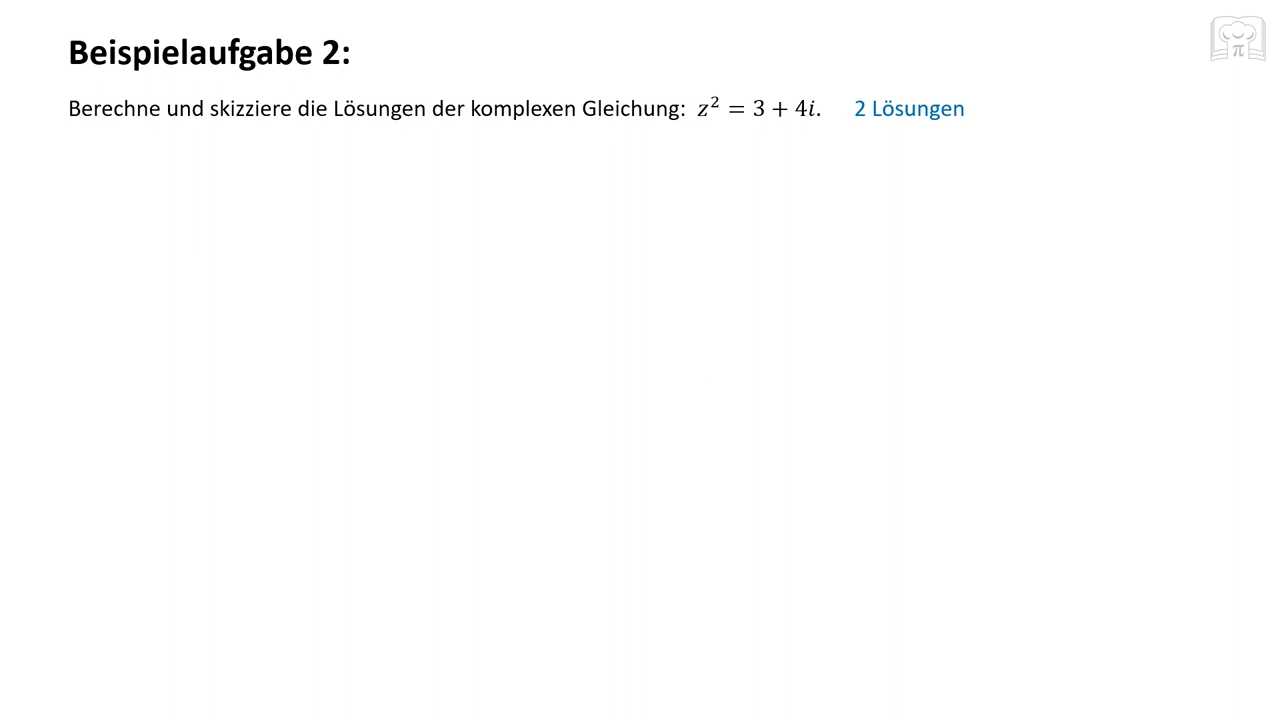 Beispielaufgabe 2:
Berechne und skizziere die Lösungen der komplexen Gleichung: z² = 3 + 4i. 2 Lösungen
π